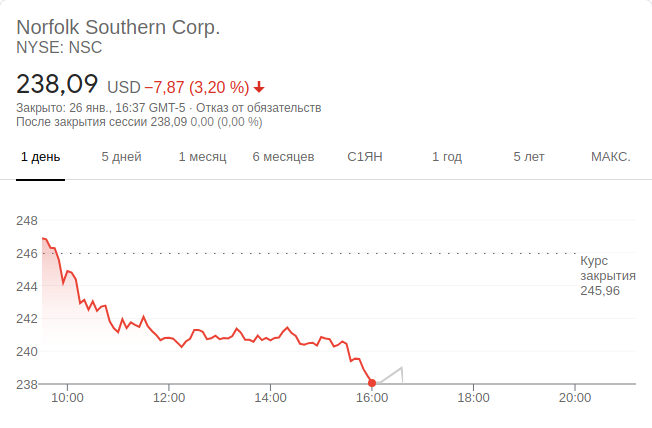 Norfolk Southern Corp.
NYSE: NSC
238,09 USD −7,87 (3,20 %)
Закрыто: 26 янв., 16:37 GMT-5 · Отказ от обязательств
После закрытия сессии 238,09 0,00 (0,00 %)
1 день 5 дней 1 месяц 6 месяцев С1ЯН 1 год 5 лет МАКС.
248
246
Курс
закрытия
245,96
244
242
240
238
10:00 12:00 14:00 16:00 18:00 20:00